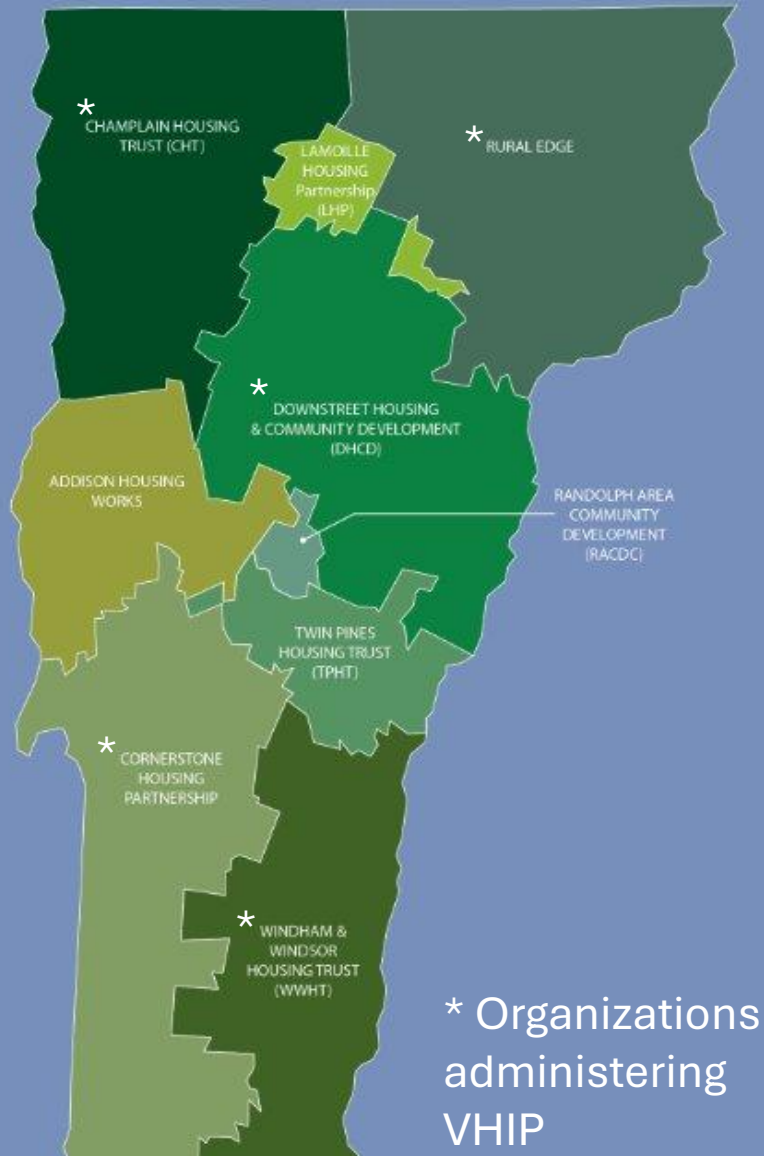 * CHAMPLAIN HOUSING
TRUST (CHT)
LAMOILLE
HOUSING
Partnership
(LHP)
* RURAL EDGE
* DOWNSTREET HOUSING
& COMMUNITY DEVELOPMENT
(DHCD)
ADDISON HOUSING
WORKS
RANDOLPH AREA
COMMUNITY
DEVELOPMENT
(RACDC)
TWIN PINES
HOUSING TRUST
(TPHT)
* CORNERSTONE
HOUSING
PARTNERSHIP
* WINDHAM &
WINDSOR
HOUSING TRUST
(WWHT)
* Organizations
administering
VHIP